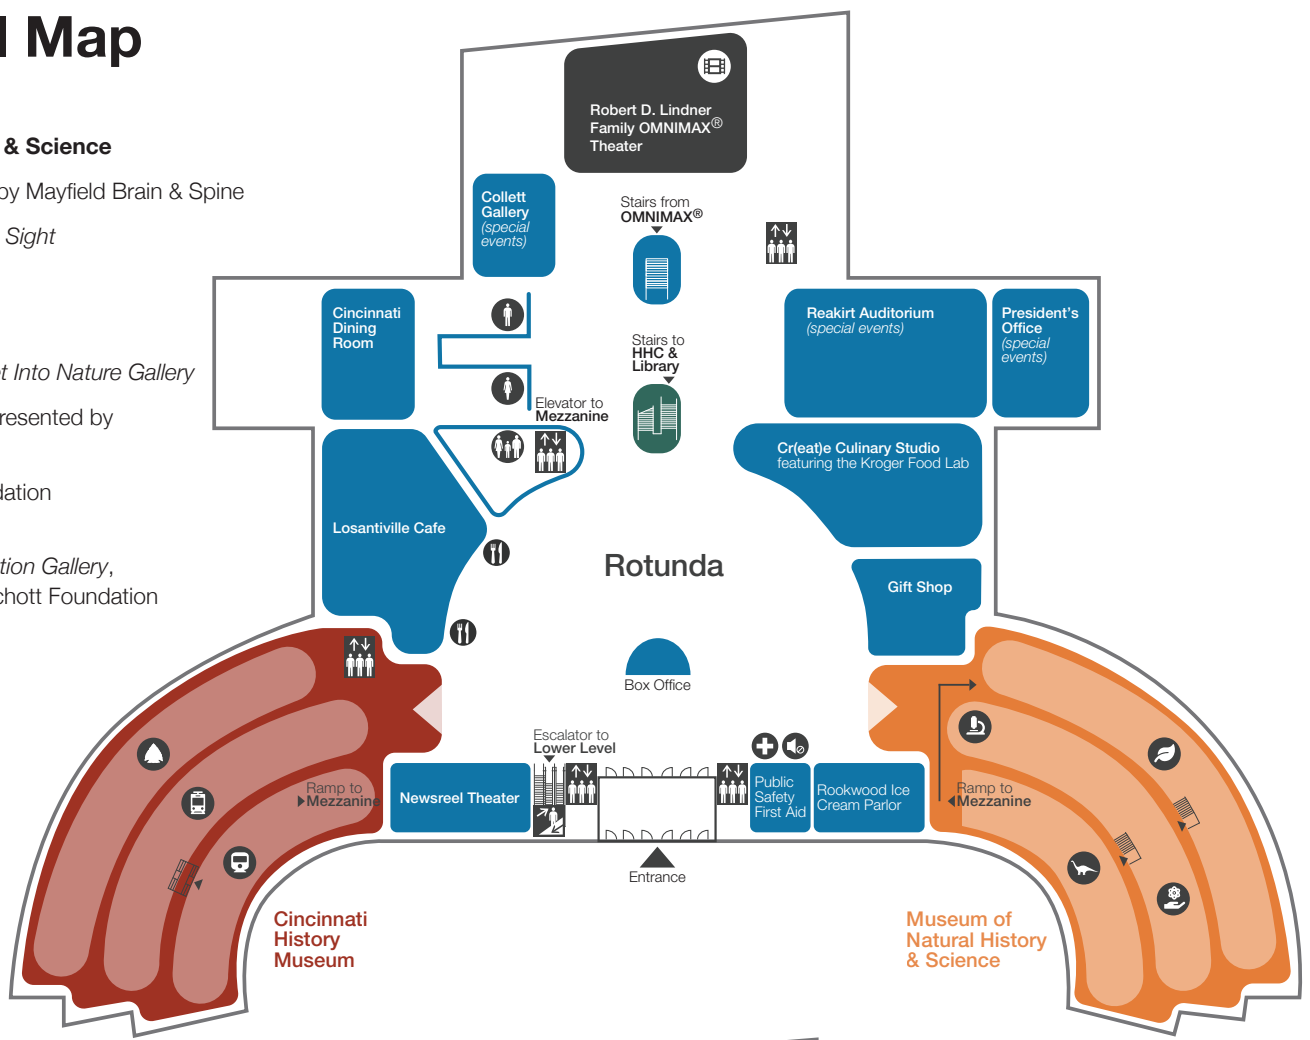 Map
& Science
by Mayfield Brain & Spine
Sight
Into Nature Gallery
resented by
dation
tion Gallery,
chott Foundation
Robert D. Lindner
Family OMNIMAX®
Theater
Collett
Gallery
(special
events)
Stairs from
OMNIMAX®
Cincinnati
Dining
Room
Stairs to
HHC &
Library
Reakirt Auditorium
(special events)
President's
Office
(special
events)
Elevator to
Mezzanine
Cr(eat)e Culinary Studio
featuring the Kroger Food Lab
Losantiville Cafe
Rotunda
Gift Shop
Box Office
Escalator to
Lower Level
Ramp to
Mezzanine
Newsreel Theater
Public
Safety
First Aid
Rookwood Ice
Cream Parlor
Ramp to
Mezzanine
Entrance
Cincinnati
History
Museum
Museum of
Natural History
& Science